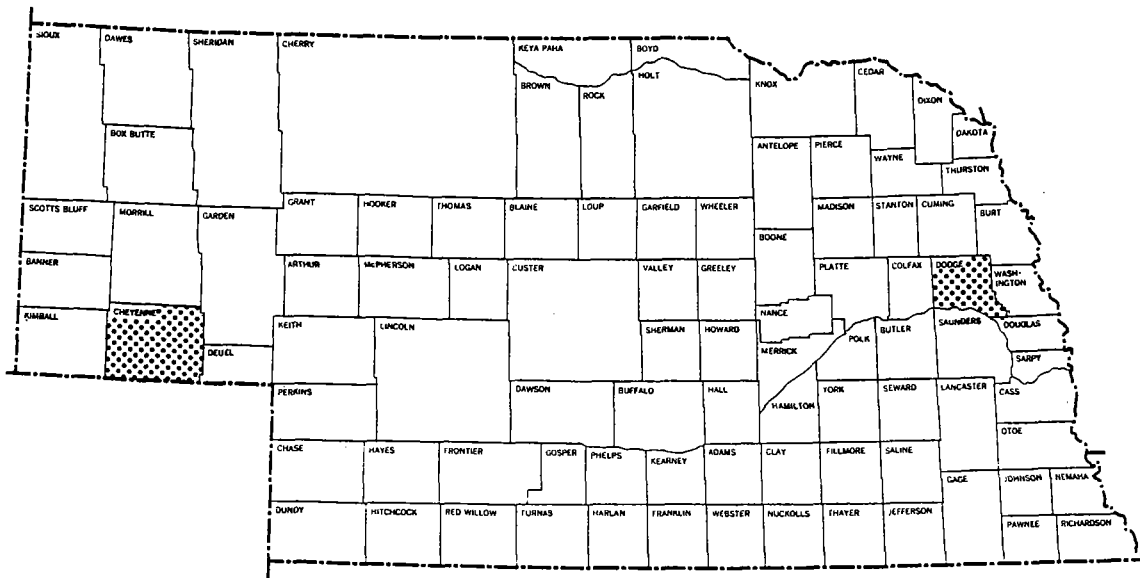 SIOUX
DAWES
SHERIDAN
CHERRY
KEYA PAHA
BOYD
BROWN
ROCK
HOLT
KNOX
CEDAR
DIXON
DAKOTA
BOX BUTTE
ANTELOPE
PIERCE
WAYNE
THURSTON
SCOTTS BLUFF
MORRILL
GARDEN
GRANT
HOOKER
THOMAS
BLAINE
LOUP
GARFIELD
WHEELER
MADISON
STANTON
CUMING
BURT
BOONE
BANNER
ARTHUR
McPHERSON
LOGAN
CUSTER
VALLEY
GREELEY
PLATTE
COLFAX
DODGE
WASH-
INGTON
NANCE
KIMBALL
CHEYENNE
KEITH
LINCOLN
SHERMAN
HOWARD
MERRICK
POLK
BUTLER
SAUNDERS
DOUGLAS
DEUEL
SARPY
PERKINS
DAWSON
BUFFALO
HALL
HAMILTON
YORK
SEWARD
LANCASTER
CASS
OTOE
CHASE
HAYES
FRONTIER
GOSPER
PHELPS
KEARNEY
ADAMS
CLAY
FILLMORE
SALINE
GAGE
JOHNSON
NEMAHA
DUNDY
HITCHCOCK
RED WILLOW
FURNAS
HARLAN
FRANKLIN
WEBSTER
NUCKOLLS
THAYER
JEFFERSON
PAWNEE
RICHARDSON